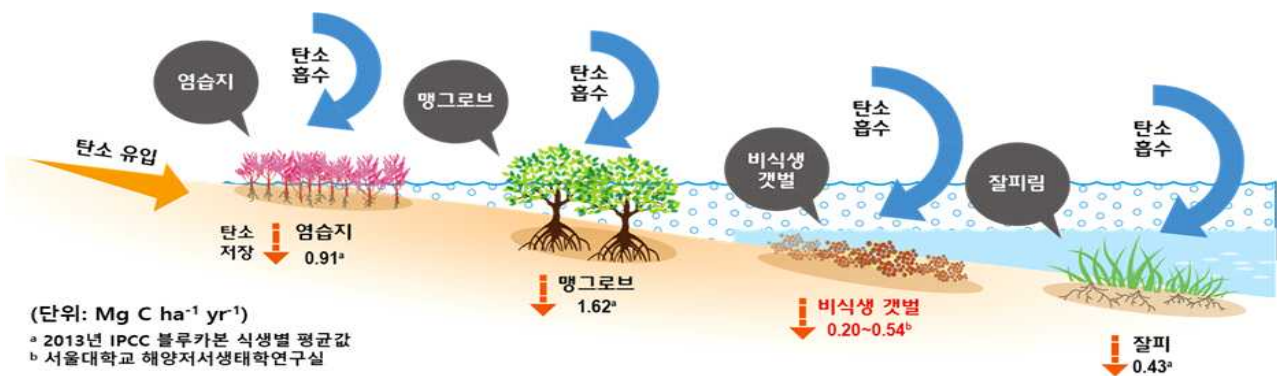 탄소
흡수
염습지
탄소 유입
탄소
저장
염습지
0.91ᵃ
탄소
흡수
맹그로브
맹그로브
1.62ᵃ
탄소
흡수
비식생
갯벌
비식생 갯벌
0.20~0.54ᵇ
탄소
흡수
잘피림
잘피
0.43ᵃ
(단위: Mg C ha⁻¹ yr⁻¹)
ᵃ 2013년 IPCC 블루카본 식생별 평균값
ᵇ 서울대학교 해양저서생태학연구실